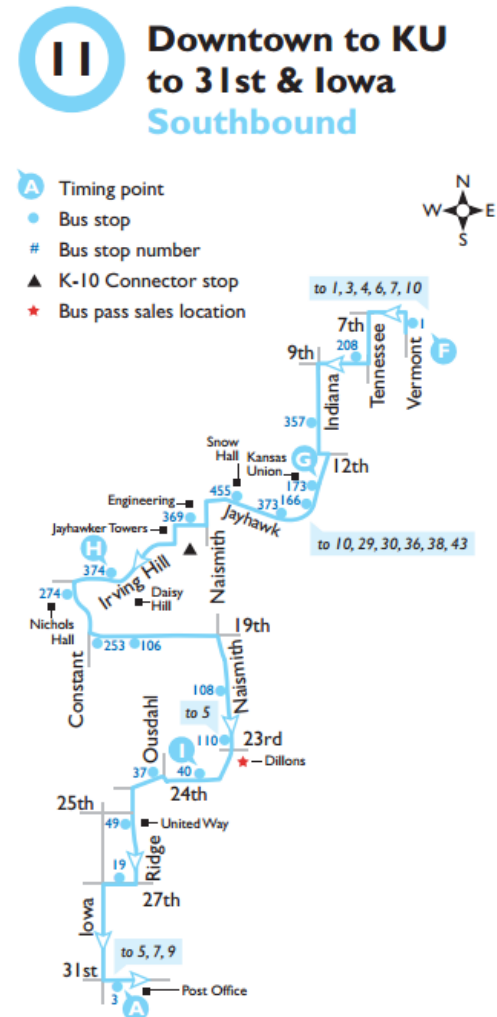 11
Downtown to KU
to 31st & Iowa
Southbound
A
Timing point
Bus stop
#
Bus stop number
K-10 Connector stop
Bus pass sales location
N
W
E
S
to 1, 3, 4, 6, 7, 10
7th
1
208
F
9th
Tennessee
Vermont
Indiana
357
Snow
Hall
Kansas
Union
G
12th
173
455
166
373
Engineering
369
Jayhawk
Jayhawker Towers
to 10, 29, 30, 36, 38, 43
H
374
Irving Hill
Naismith
274
Daisy
Hill
Nichols
Hall
19th
253
106
Constant
Naismith
108
to 5
Ousdahl
110
23rd
I
Dillons
37
40
24th
25th
49
United Way
Ridge
19
27th
Iowa
to 5, 7, 9
31st
Post Office
3
A